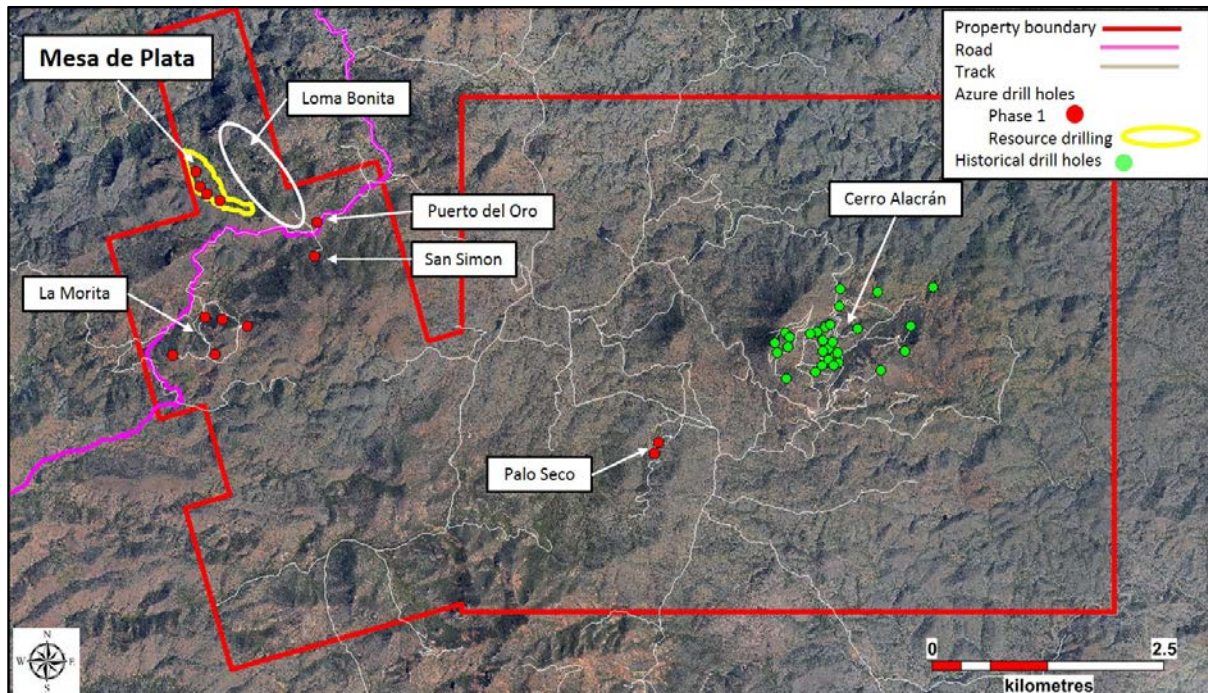 Mesa de Plata
Loma Bonita
Property boundary
Road
Track
Azure drill holes
Phase 1
Resource drilling
Historical drill holes
Cerro Alacrán
Puerto del Oro
San Simon
La Morita
Palo Seco
N
W E
S
0 2.5
kilometres